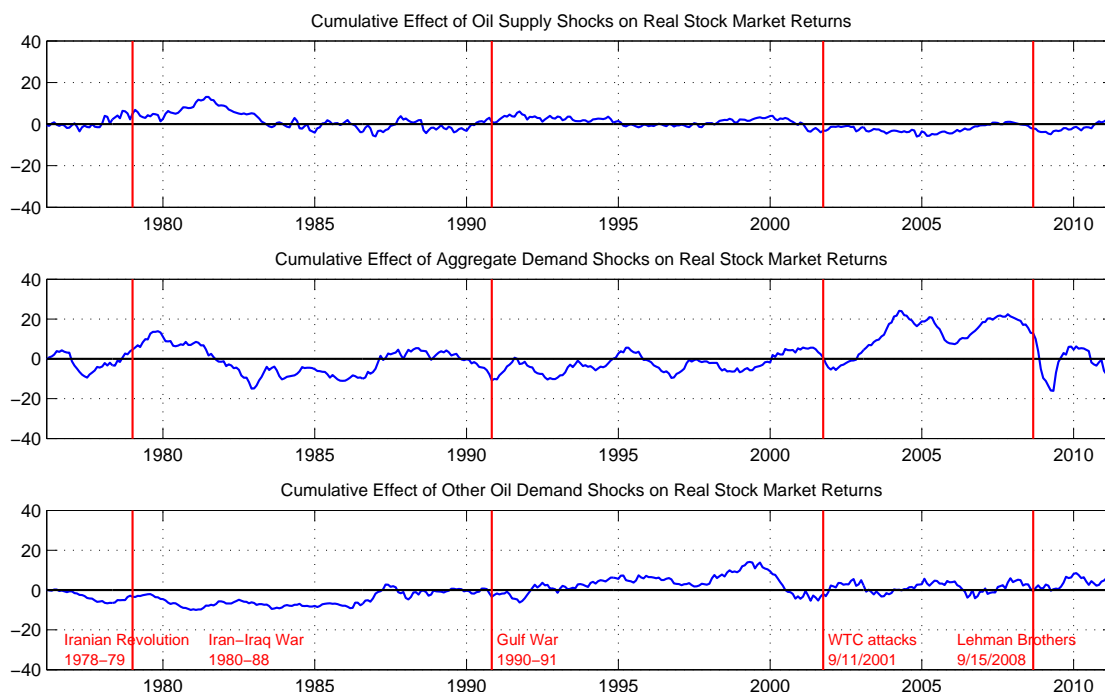 Cumulative Effect of Oil Supply Shocks on Real Stock Market Returns
40
20
0
−20
−40
1980 1985 1990 1995 2000 2005 2010
Cumulative Effect of Aggregate Demand Shocks on Real Stock Market Returns
40
20
0
−20
−40
1980 1985 1990 1995 2000 2005 2010
Cumulative Effect of Other Oil Demand Shocks on Real Stock Market Returns
40
20
0
−20
Iranian Revolution Iran−Iraq War Gulf War WTC attacks Lehman Brothers
1978−79 1980−88 1990−91 9/11/2001 9/15/2008
−40
1980 1985 1990 1995 2000 2005 2010